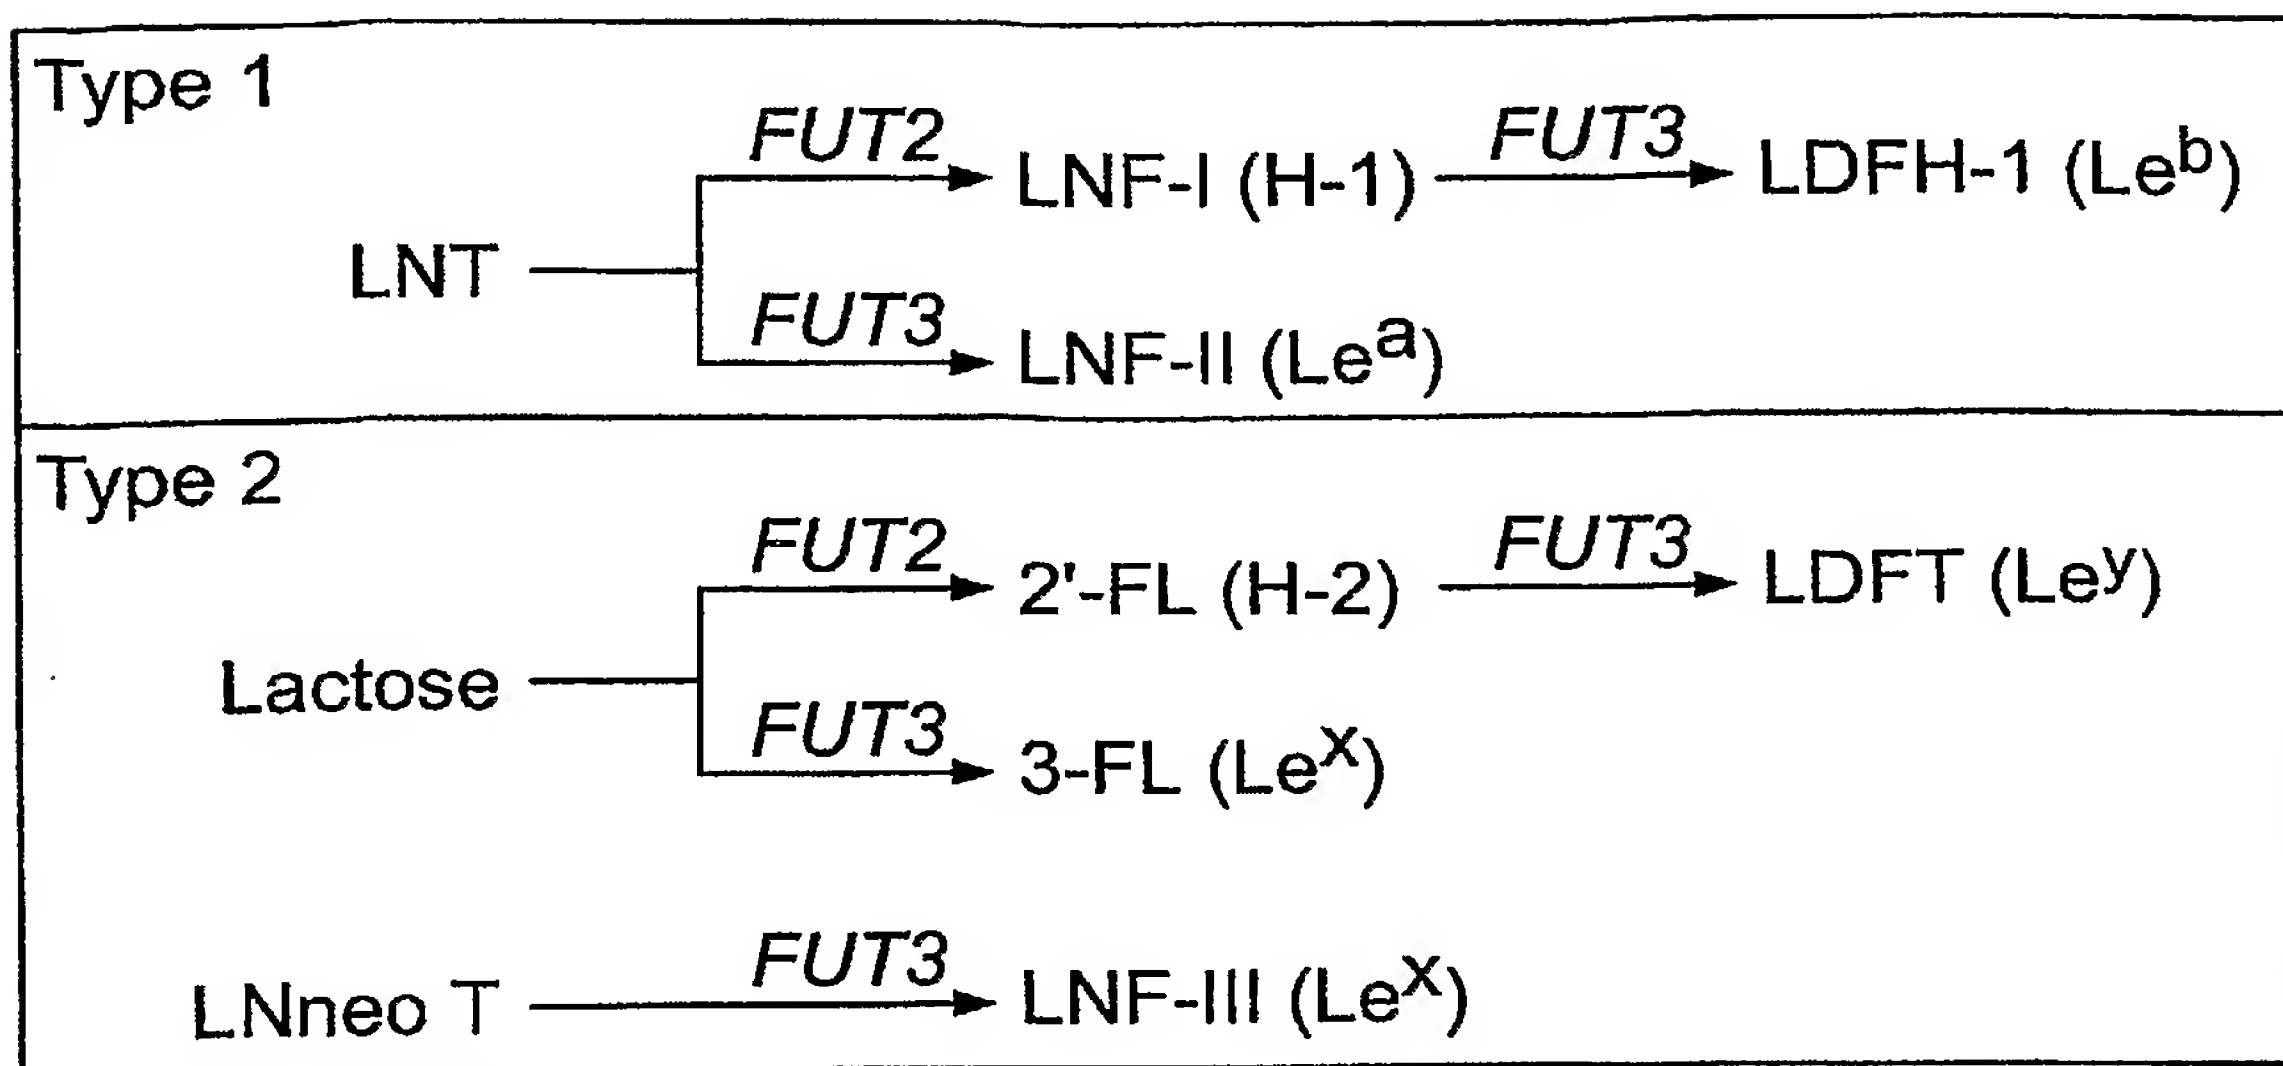 Type 1
FUT2 FUT3
LNF-I (H-1) LDFH-1 (Leᵇ)
LNT
FUT3
LNF-II (Leᵃ)
Type 2
FUT2 FUT3
2'-FL (H-2) LDFT (Leʸ)
Lactose
FUT3
3-FL (Leˣ)
FUT3
LNneo T LNF-III (Leˣ)